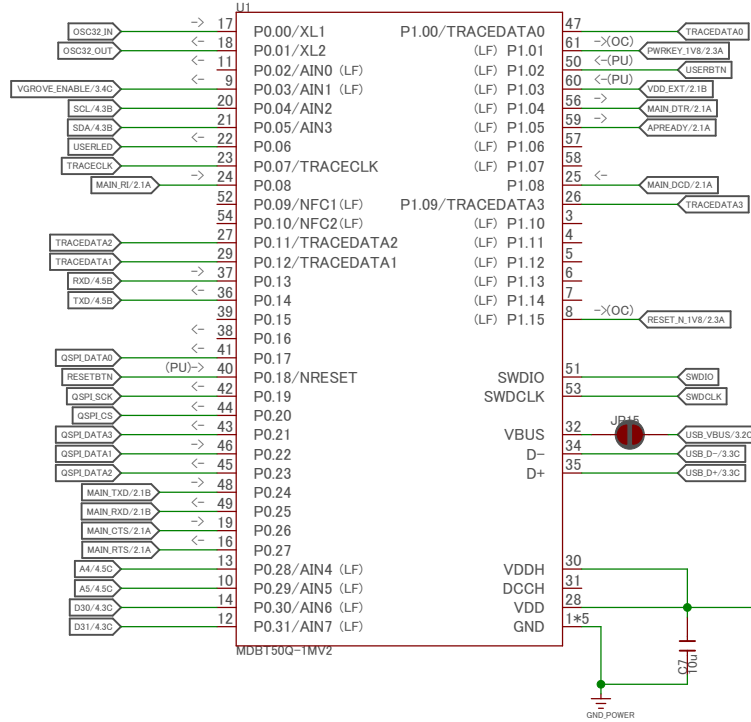 U1
OSC32_IN -> 17 P0.00/XL1 P1.00/TRACEDATA0 47 TRACEDATA0
OSC32_OUT <- 18 P0.01/XL2 (LF) P1.01 61 ->(OC) PWRKEY_1V8/2.3A
<- 11 P0.02/AIN0 (LF) (LF) P1.02 50 <-(PU) USERBTN
VGROVE_ENABLE/3.4C <- 9 P0.03/AIN1 (LF) (LF) P1.03 60 <-(PU) VDD_EXT/2.1B
SCL/4.3B 20 P0.04/AIN2 (LF) P1.04 56 -> MAIN_DTR/2.1A
SDA/4.3B 21 P0.05/AIN3 (LF) P1.05 59 -> APREADY/2.1A
USERLED <- 22 P0.06 (LF) P1.06 57
TRACECLK 23 P0.07/TRACECLK (LF) P1.07 58
MAIN_RI/2.1A -> 24 P0.08 P1.08 25 <- MAIN_DCD/2.1A
52 P0.09/NFC1(LF) P1.09/TRACEDATA3 26 TRACEDATA3
54 P0.10/NFC2(LF) (LF) P1.10 3
TRACEDATA2 27 P0.11/TRACEDATA2 (LF) P1.11 4
TRACEDATA1 29 P0.12/TRACEDATA1 (LF) P1.12 5
RXD/4.5B -> 37 P0.13 (LF) P1.13 6
TXD/4.5B <- 36 P0.14 (LF) P1.14 7
39 P0.15 (LF) P1.15 8 ->(OC) RESET_N_1V8/2.3A
<- 38 P0.16
QSPI_DATA0 <- 41 P0.17
RESETBTN (PU)-> 40 P0.18/NRESET SWDIO 51 SWDIO
QSPI_SCK <- 42 P0.19 SWDCLK 53 SWDCLK
QSPI_CS <- 44 P0.20
JP15
QSPI_DATA3 <- 43 P0.21 VBUS 32 USB_VBUS/3.2C
QSPI_DATA1 -> 46 P0.22 D- 34 USB_D-/3.3C
QSPI_DATA2 <- 45 P0.23 D+ 35 USB_D+/3.3C
MAIN_TXD/2.1B -> 48 P0.24
MAIN_RXD/2.1B <- 49 P0.25
MAIN_CTS/2.1A -> 19 P0.26
MAIN_RTS/2.1A <- 16 P0.27
A4/4.5C 13 P0.28/AIN4 (LF) VDDH 30
A5/4.5C 10 P0.29/AIN5 (LF) DCCH 31
D30/4.3C 14 P0.30/AIN6 (LF) VDD 28
D31/4.3C 12 P0.31/AIN7 (LF) GND 1*5
MDBT50Q-1MV2
C7
10u
GND_POWER